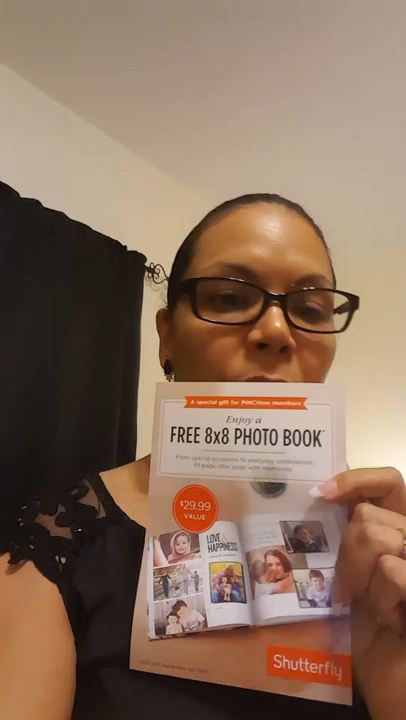 A special gift for PINCHme members
Enjoy a
FREE 8x8 PHOTO BOOK*
From special occasions to everyday combinations,
fill page after page with memories.
$29.99
VALUE
LOVE
HAPPINESS
Shutterfly